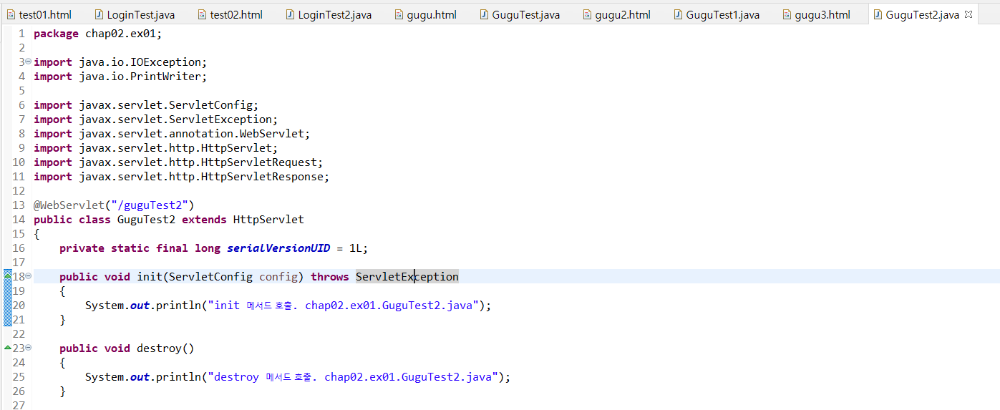 test01.html LoginTest.java test02.html LoginTest2.java gugu.html GuguTest.java gugu2.html GuguTest1.java gugu3.html GuguTest2.java
1 package chap02.ex01;
2
3 import java.io.IOException;
4 import java.io.PrintWriter;
5
6 import javax.servlet.ServletConfig;
7 import javax.servlet.ServletException;
8 import javax.servlet.annotation.WebServlet;
9 import javax.servlet.http.HttpServlet;
10 import javax.servlet.http.HttpServletRequest;
11 import javax.servlet.http.HttpServletResponse;
12
13 @WebServlet("/guguTest2")
14 public class GuguTest2 extends HttpServlet
15 {
16 private static final long serialVersionUID = 1L;
17
18 public void init(ServletConfig config) throws ServletException
19 {
20 System.out.println("init 메서드 호출. chap02.ex01.GuguTest2.java");
21 }
22
23 public void destroy()
24 {
25 System.out.println("destroy 메서드 호출. chap02.ex01.GuguTest2.java");
26 }
27